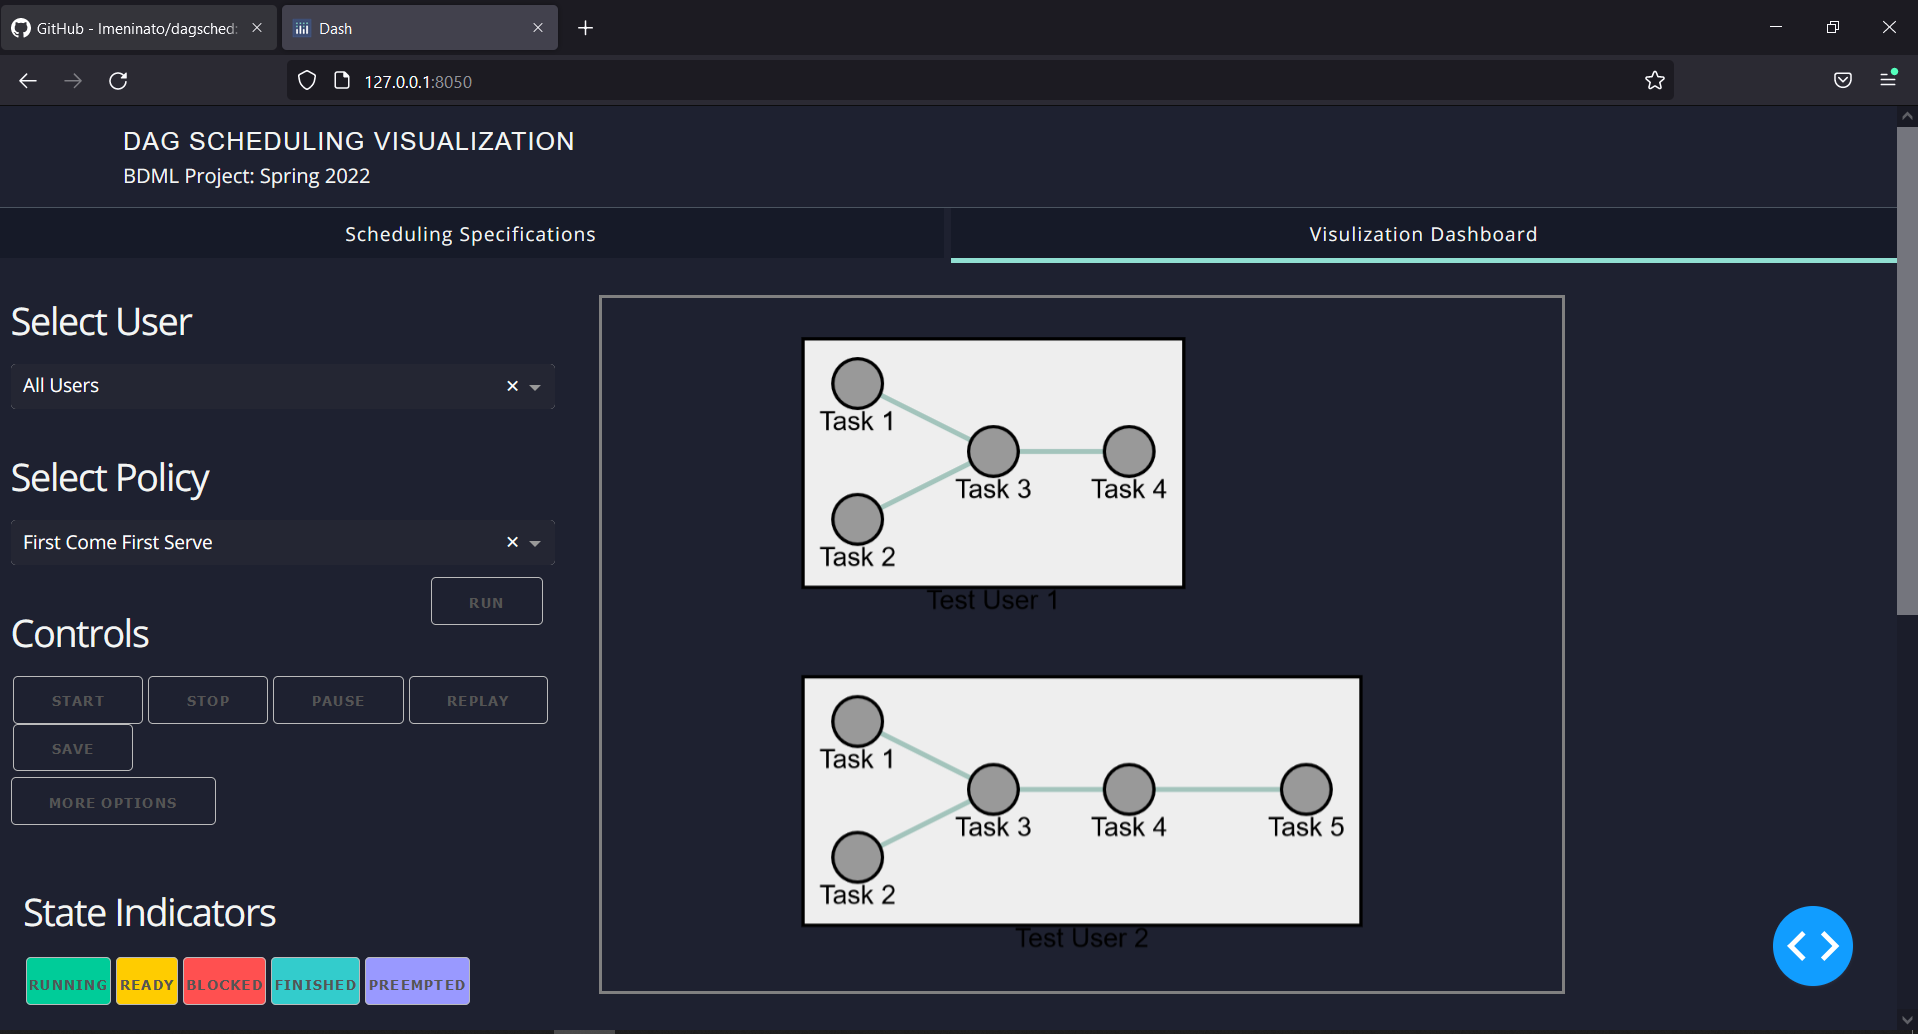 GitHub - lmeninato/dagsched:
Dash
127.0.0.1:8050
DAG SCHEDULING VISUALIZATION
BDML Project: Spring 2022
Scheduling Specifications
Visulization Dashboard
Select User
All Users
Select Policy
First Come First Serve
RUN
Controls
START STOP PAUSE REPLAY
SAVE
MORE OPTIONS
State Indicators
RUNNING READY BLOCKED FINISHED PREEMPTED
Task 1
Task 3 Task 4
Task 2
Test User 1
Task 1
Task 3 Task 4 Task 5
Task 2
Test User 2